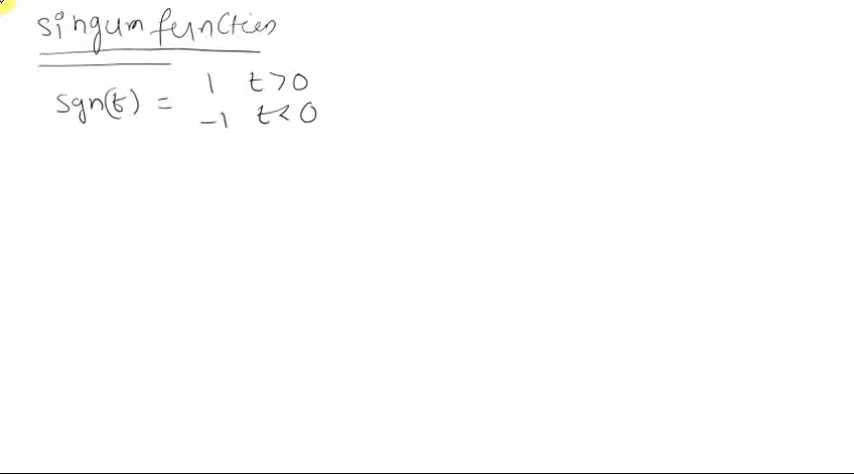 singum function
sgn(t) = 1 t>0
-1 t<0